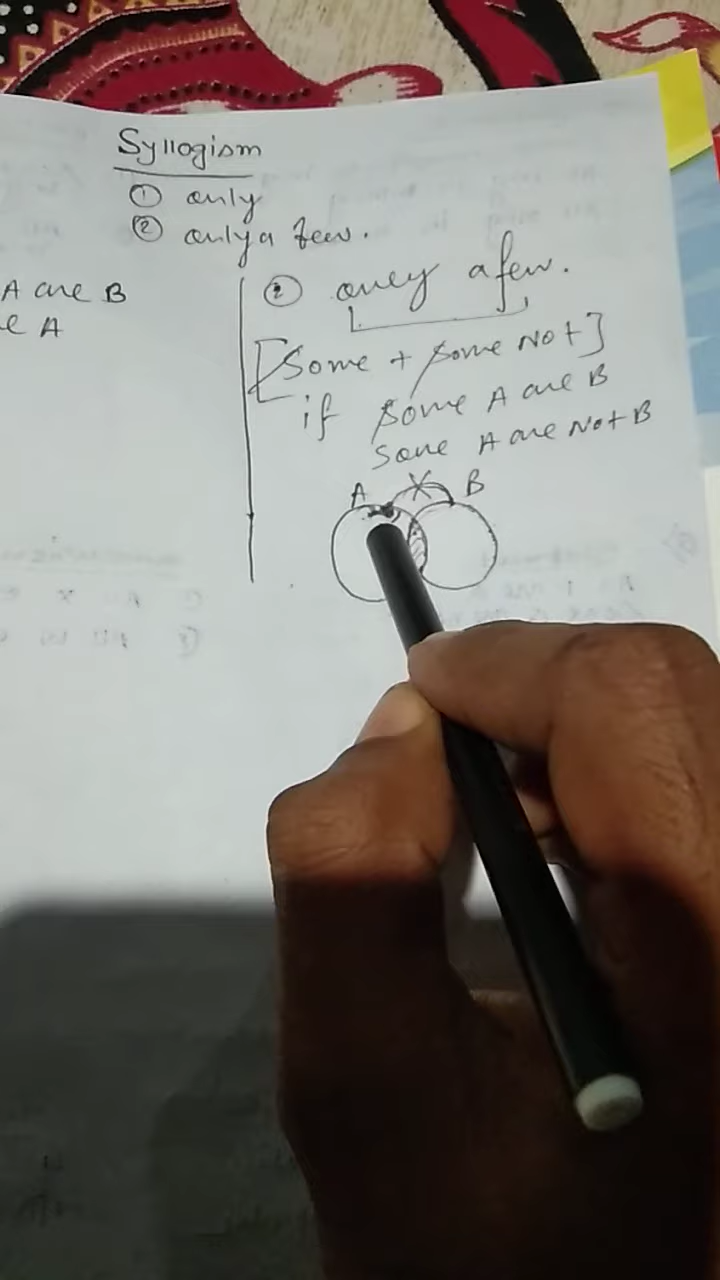 Syllogism
① only
② only a few.
A are B
e A
② only a few.
[Some + Some Not]
if Some A are B
Some A are Not B
A X B